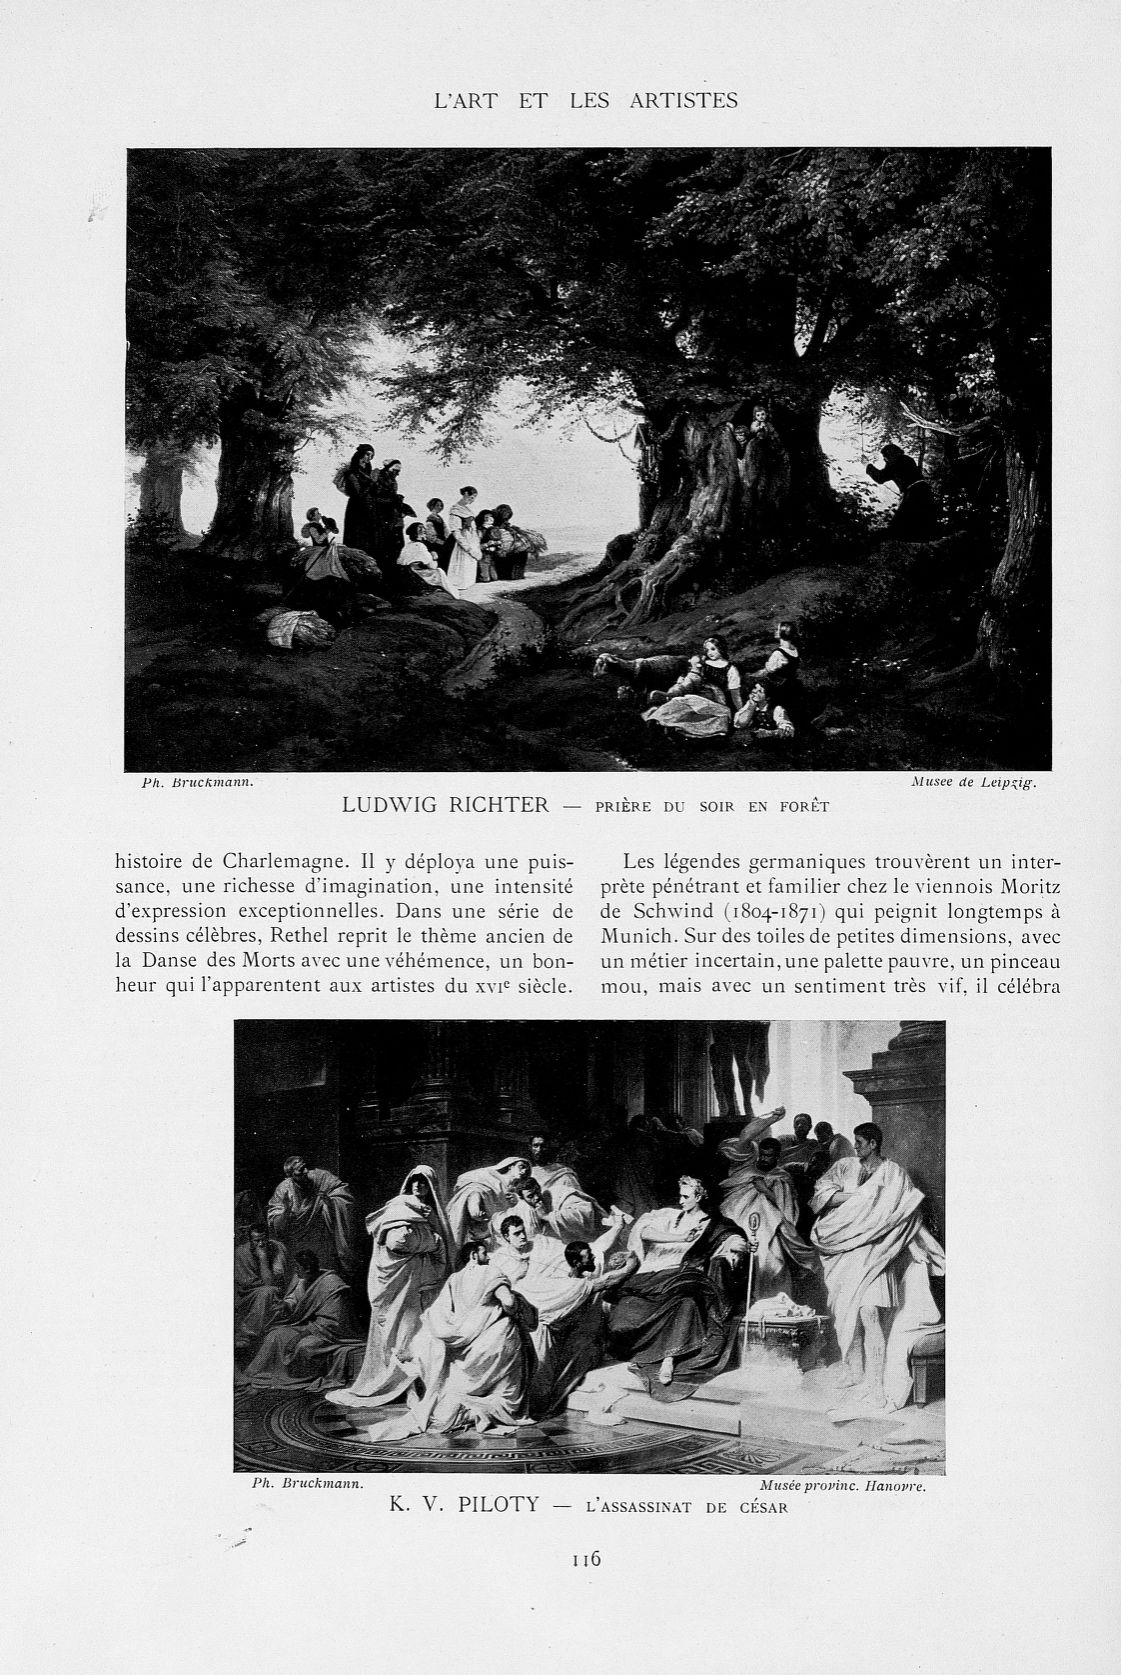 L'ART ET LES ARTISTES
Ph. Bruckmann.
Musee de Leipzig.
LUDWIG RICHTER — PRIÈRE DU SOIR EN FORÊT
histoire de Charlemagne. Il y déploya une puis-
sance, une richesse d'imagination, une intensité
d'expression exceptionnelles. Dans une série de
dessins célèbres, Rethel reprit le thème ancien de
la Danse des Morts avec une véhémence, un bon-
heur qui l'apparentent aux artistes du XVIe siècle.
Les légendes germaniques trouvèrent un inter-
prète pénétrant et familier chez le viennois Moritz
de Schwind (1804-1871) qui peignit longtemps à
Munich. Sur des toiles de petites dimensions, avec
un métier incertain, une palette pauvre, un pinceau
mou, mais avec un sentiment très vif, il célébra
Ph. Bruckmann.
Musée provinc. Hanovre.
K. V. PILOTY — L'ASSASSINAT DE CÉSAR
116